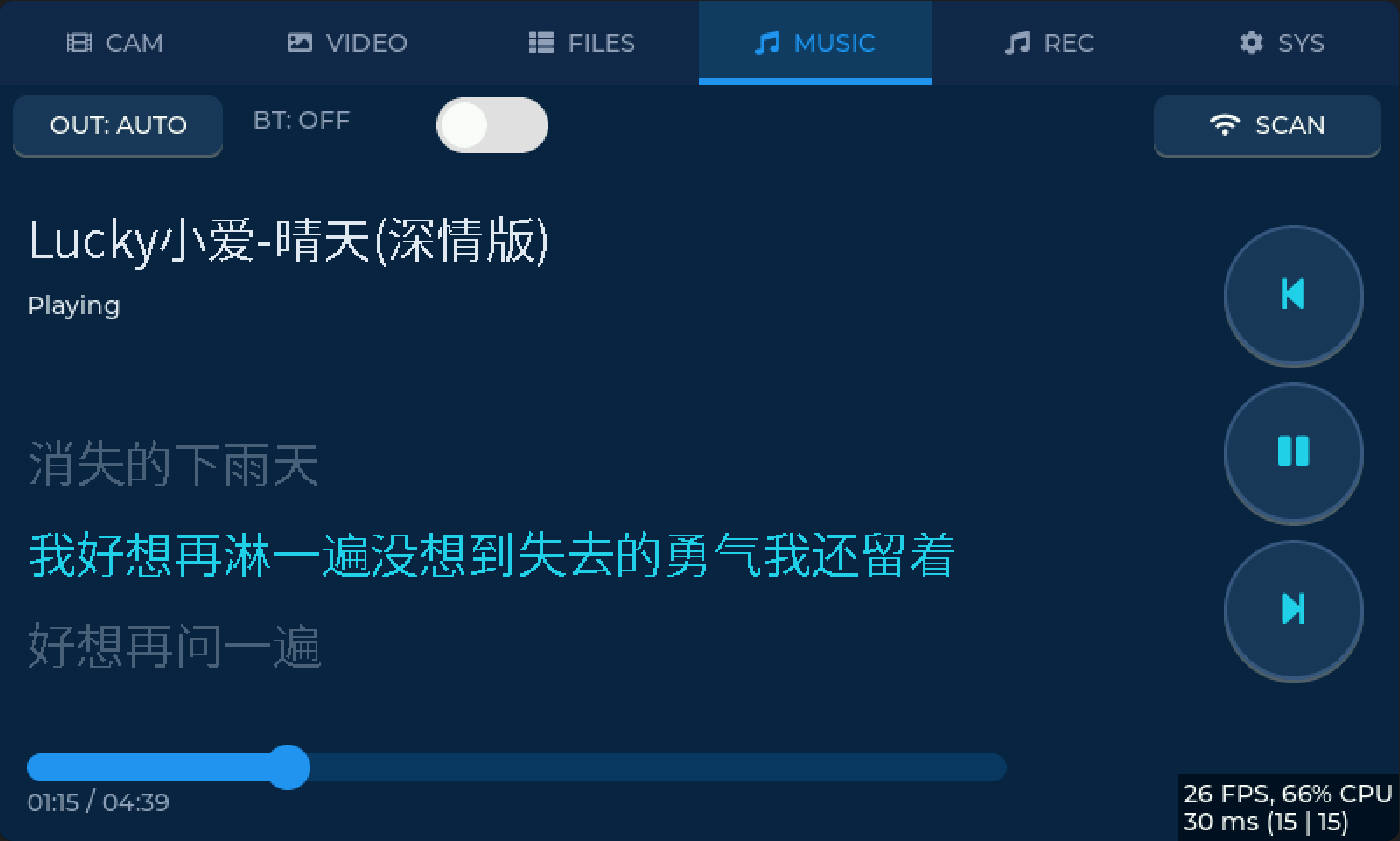 CAM VIDEO FILES MUSIC REC SYS
OUT: AUTO BT: OFF SCAN
Lucky小爱-晴天(深情版)
Playing
消失的下雨天
我好想再淋一遍没想到失去的勇气我还留着
好想再问一遍
01:15 / 04:39
26 FPS, 66% CPU
30 ms (15 | 15)